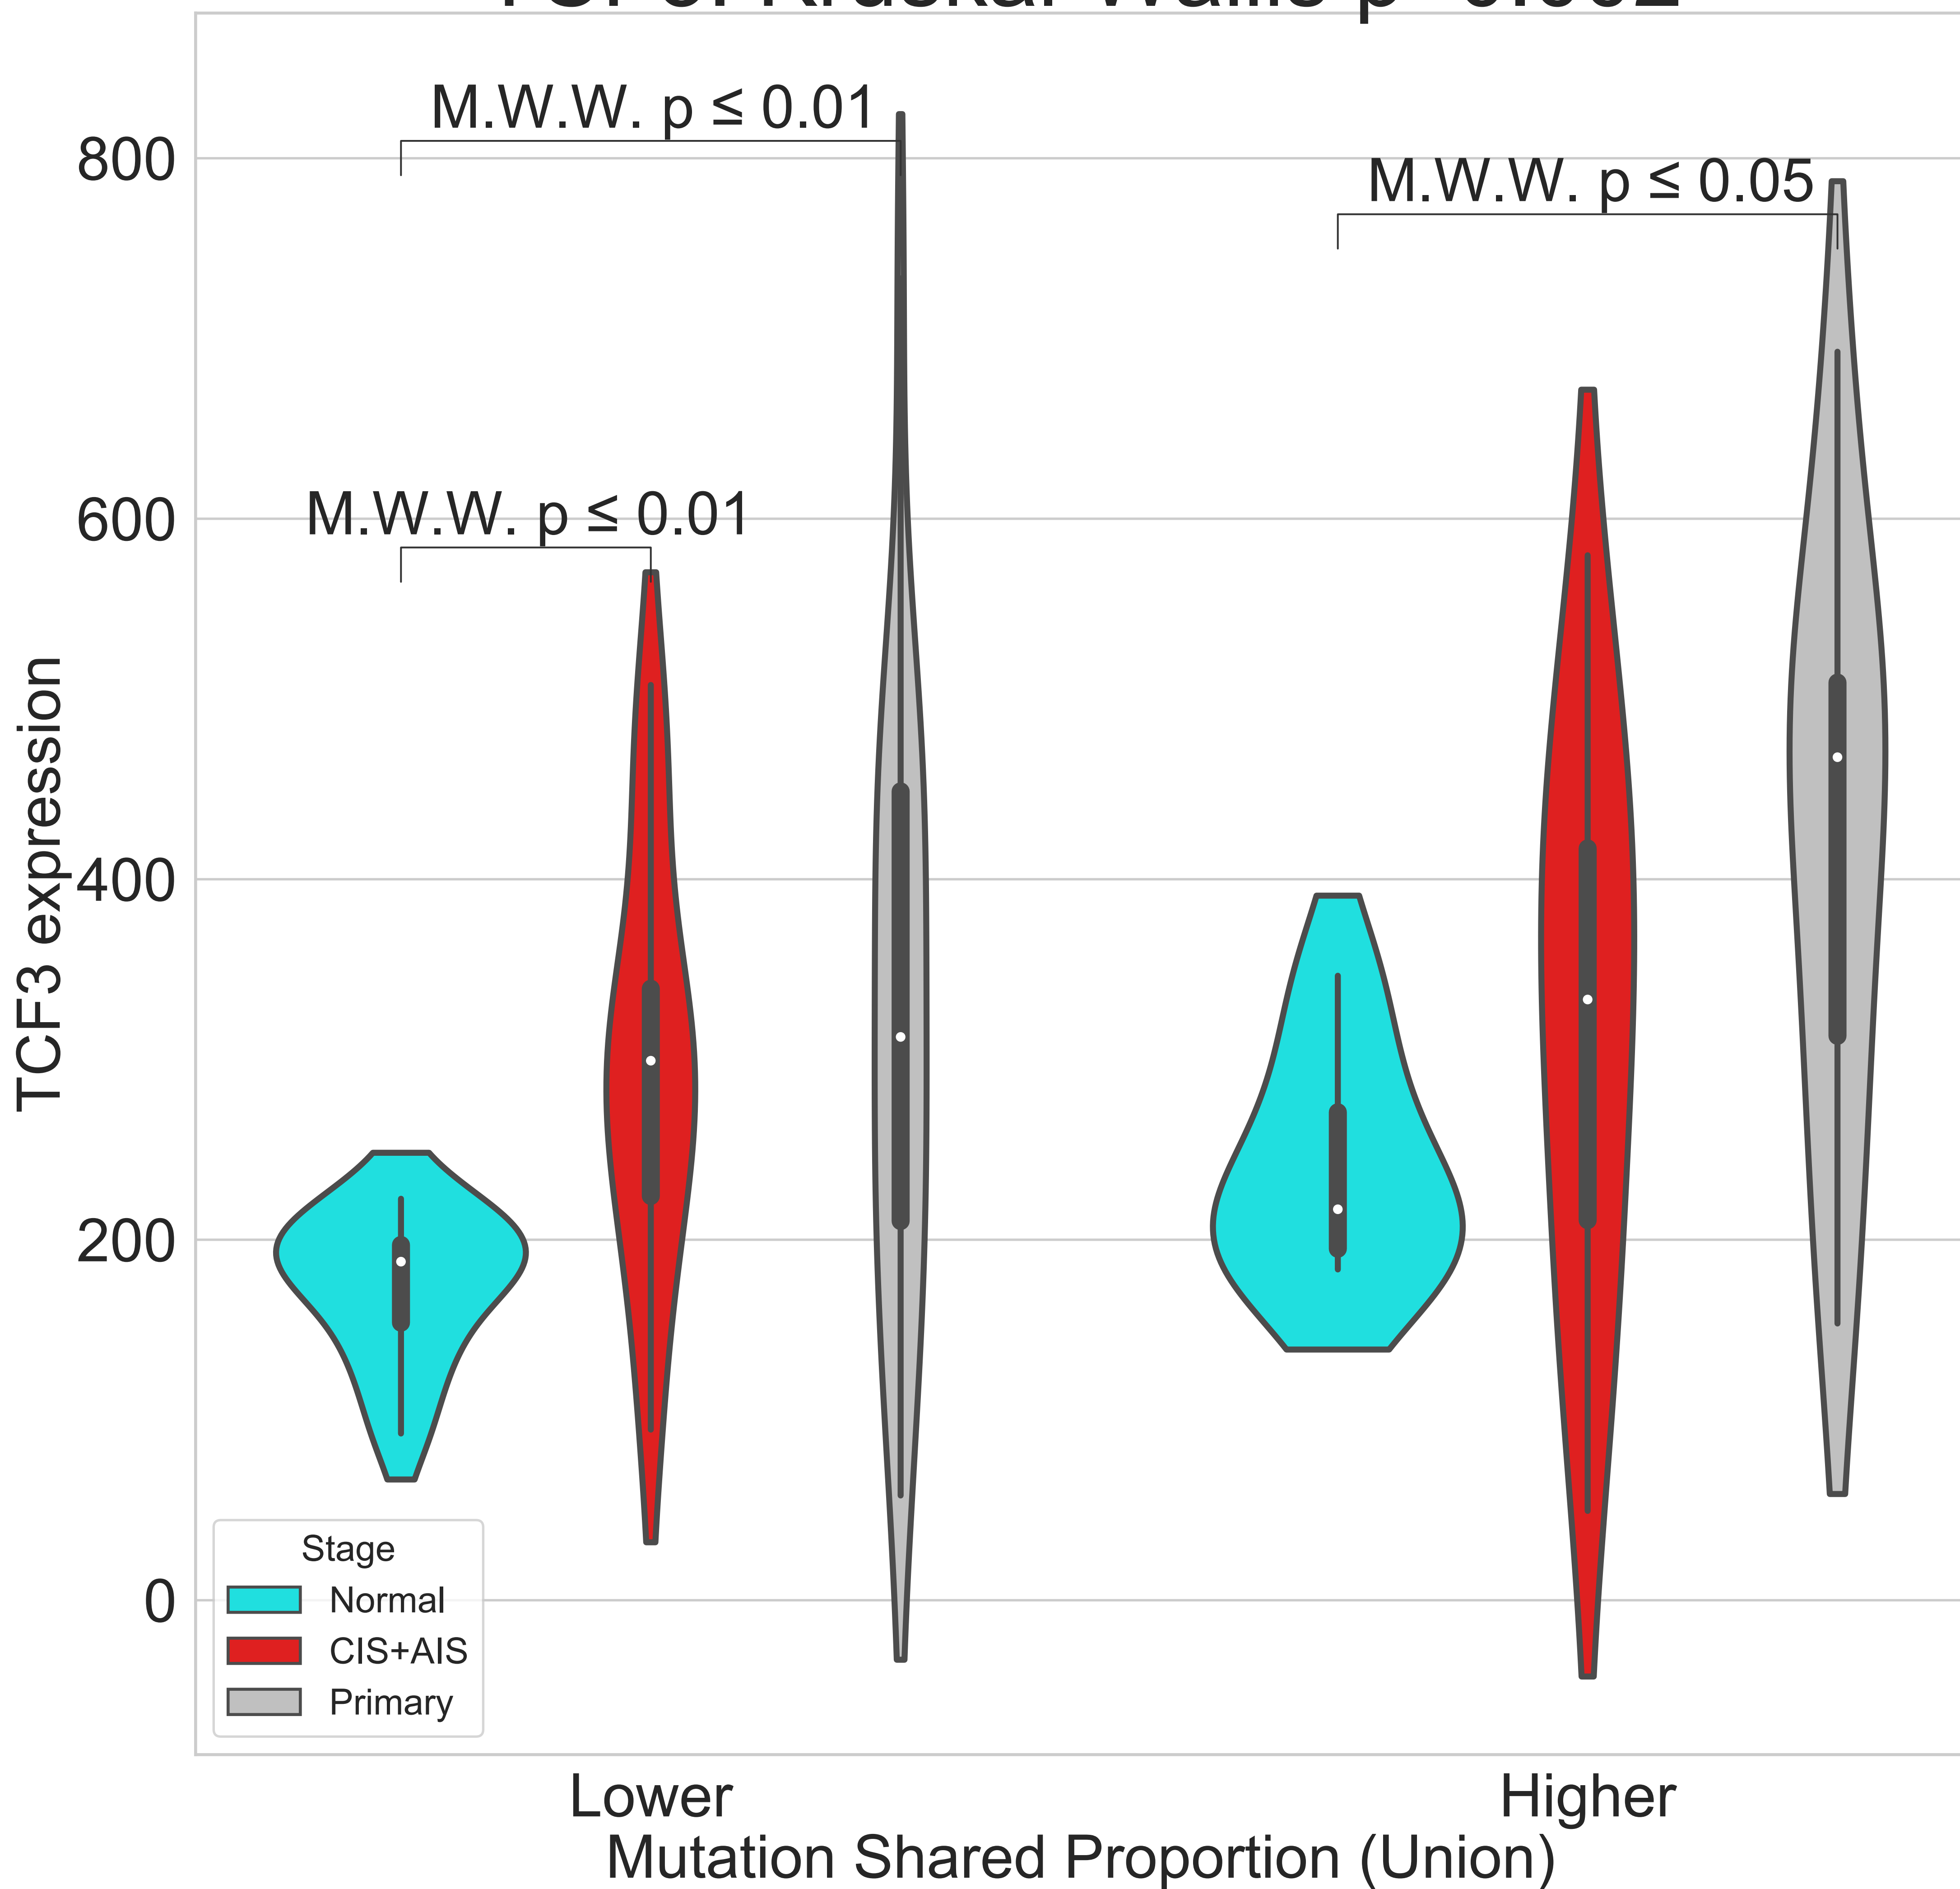 M.W.W. p ≤ 0.01
800
M.W.W. p ≤ 0.05
M.W.W. p ≤ 0.01
600
400
200
0
TCF3 expression
Stage
Normal
CIS+AIS
Primary
Lower
Higher
Mutation Shared Proportion (Union)